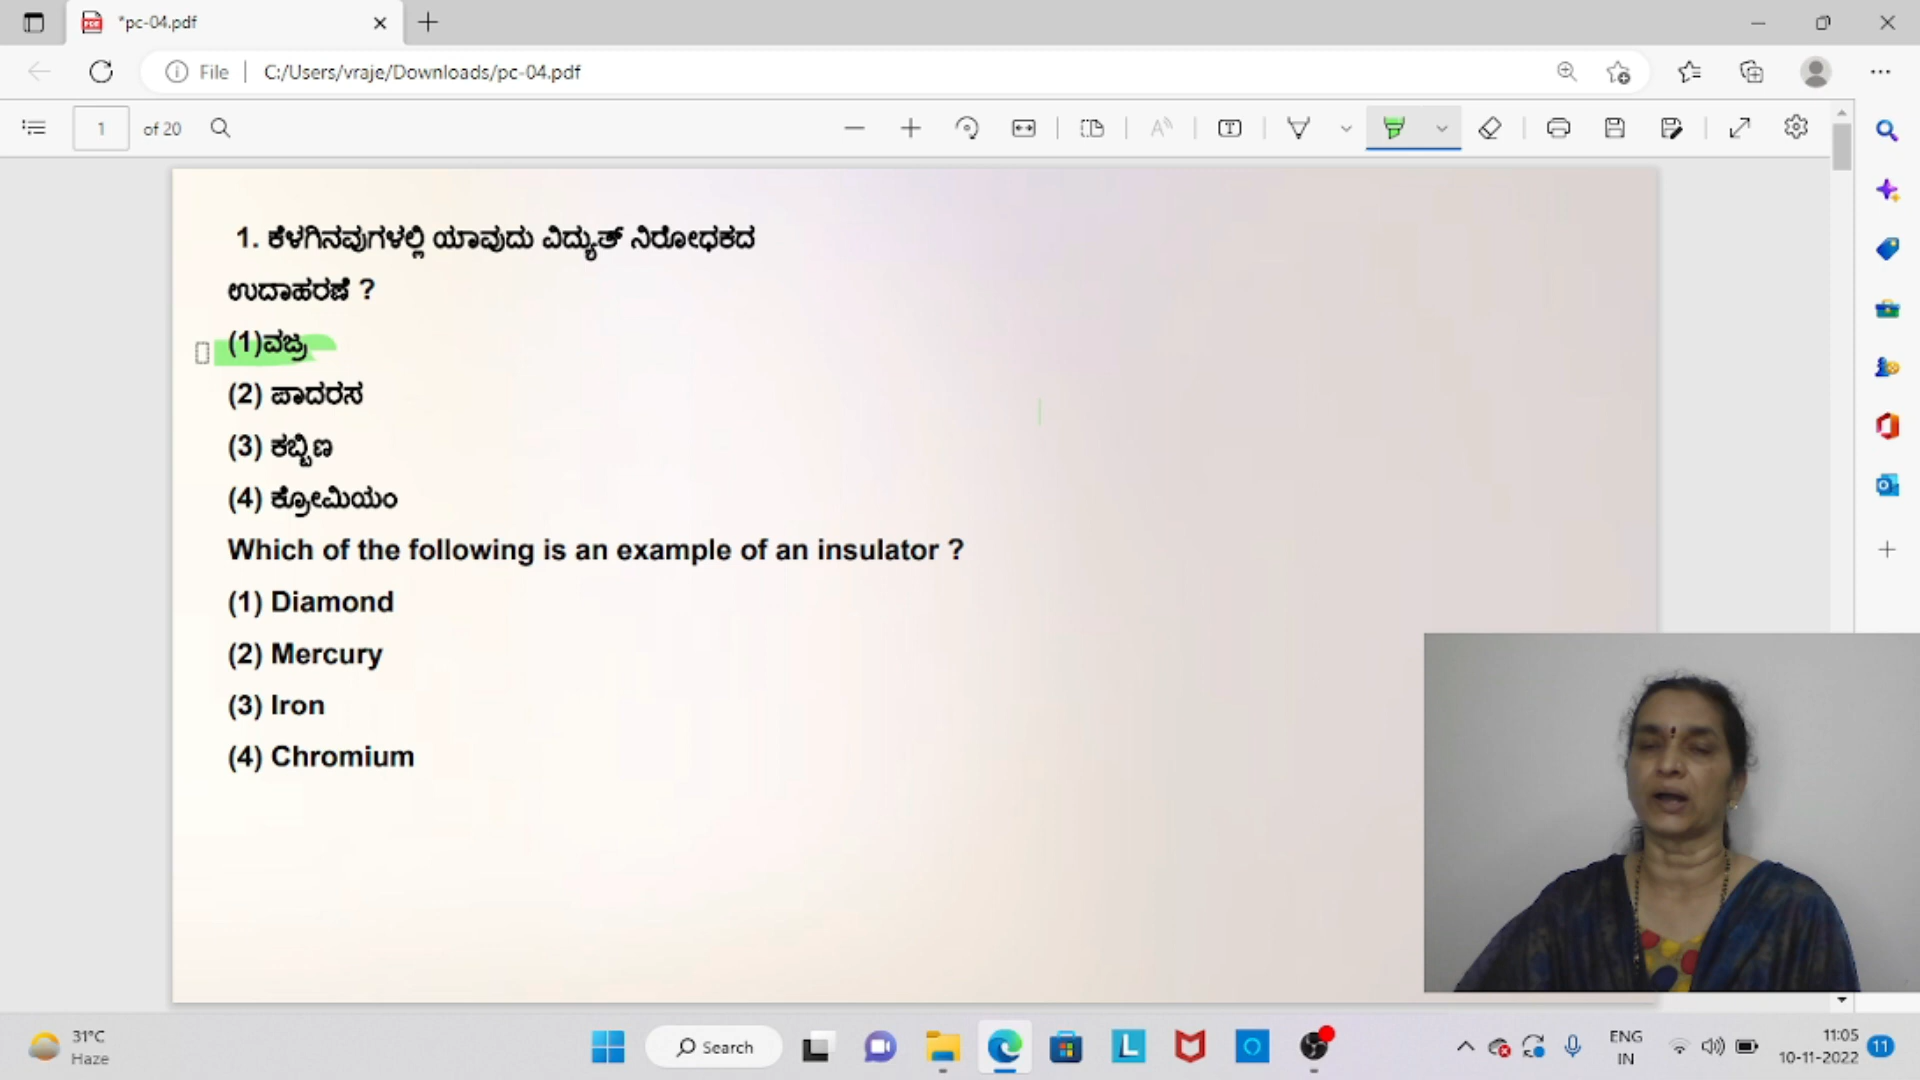 *pc-04.pdf
File
C:/Users/vraje/Downloads/pc-04.pdf
1 of 20
1. ಕೆಳಗಿನವುಗಳಲ್ಲಿ ಯಾವುದು ವಿದ್ಯುತ್ ನಿರೋಧಕದ
ಉದಾಹರಣೆ ?
(1)ವಜ್ರ
(2) ಪಾದರಸ
(3) ಕಬ್ಬಿಣ
(4) ಕ್ರೋಮಿಯಂ
Which of the following is an example of an insulator ?
(1) Diamond
(2) Mercury
(3) Iron
(4) Chromium
31°C
Haze
Search
ENG
IN
11:05
10-11-2022
11